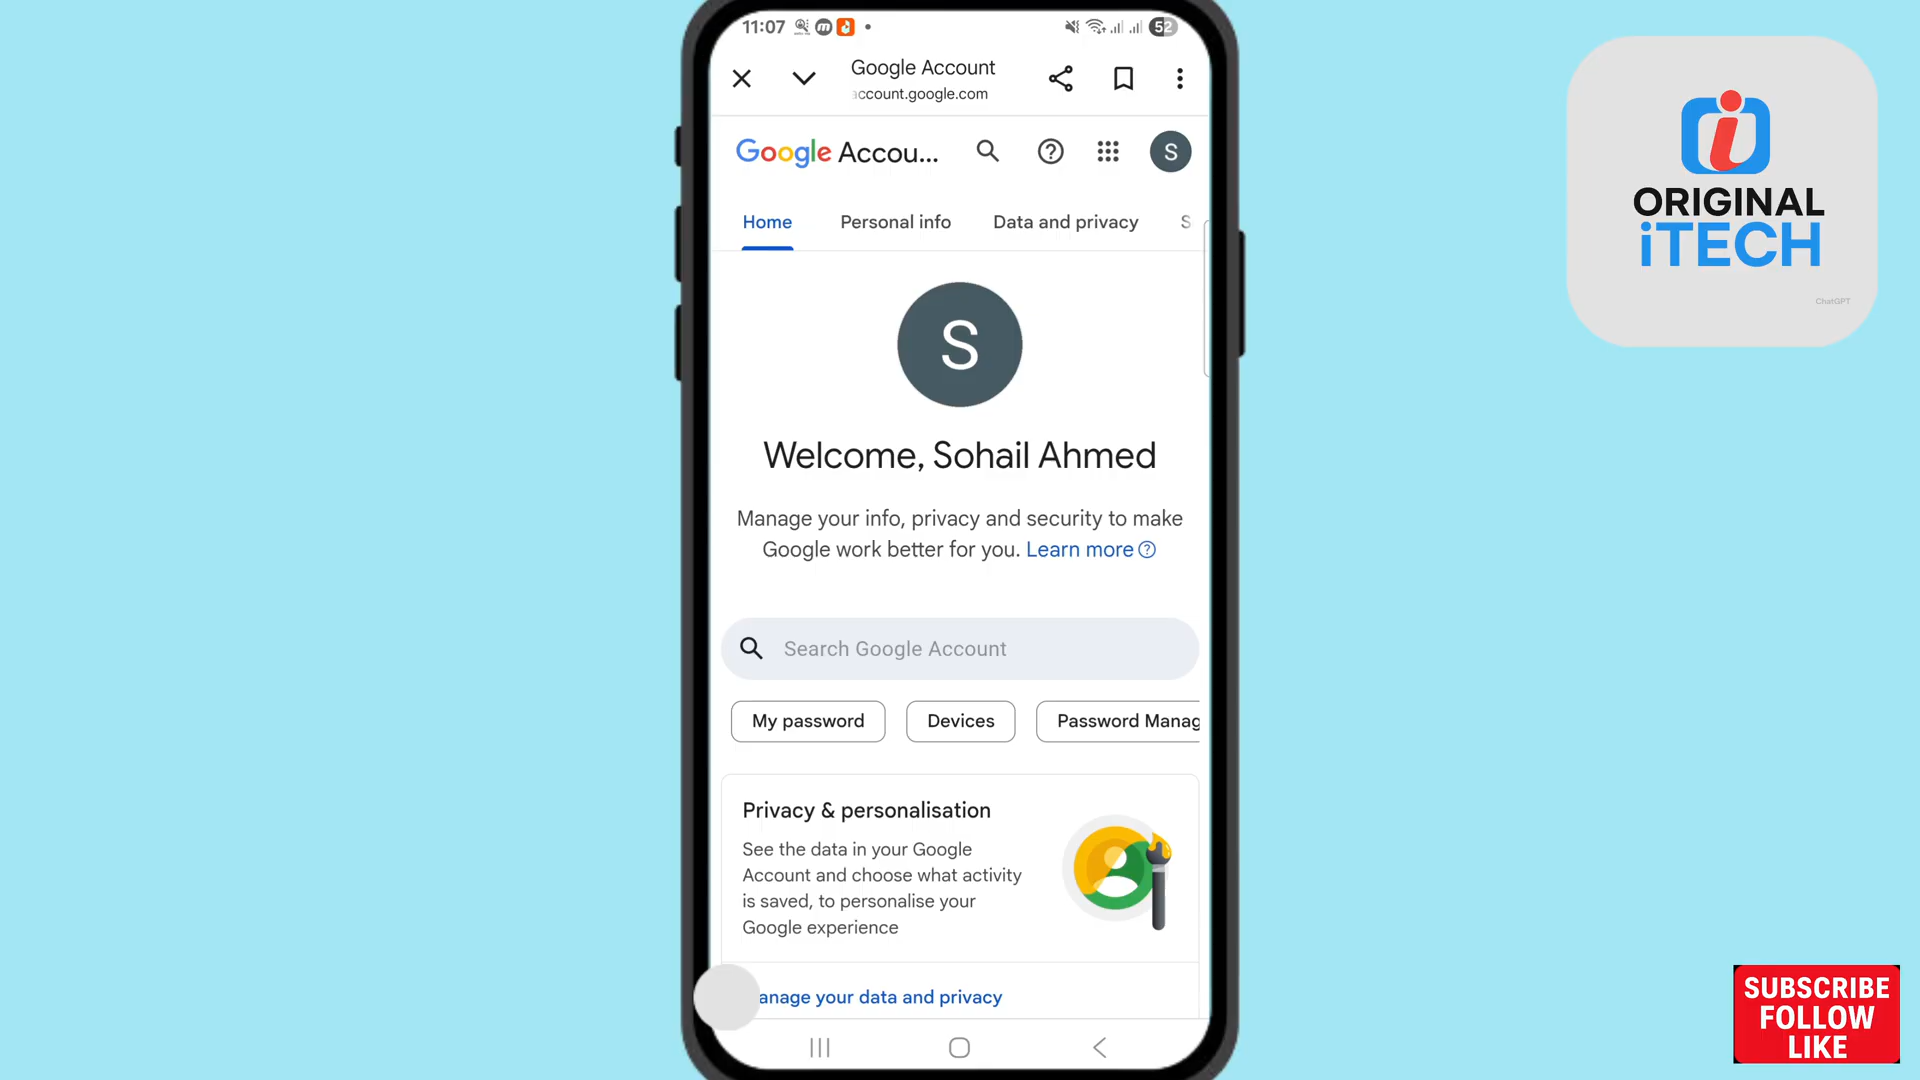 11:07
52
Google Account
account.google.com
Google Accou...
S
Home
Personal info
Data and privacy
S
S
Welcome, Sohail Ahmed
Manage your info, privacy and security to make
Google work better for you. Learn more
Search Google Account
My password
Devices
Password Manag
Privacy & personalisation
See the data in your Google
Account and choose what activity
is saved, to personalise your
Google experience
anage your data and privacy
ORIGINAL
iTECH
ChatGPT
SUBSCRIBE
FOLLOW
LIKE